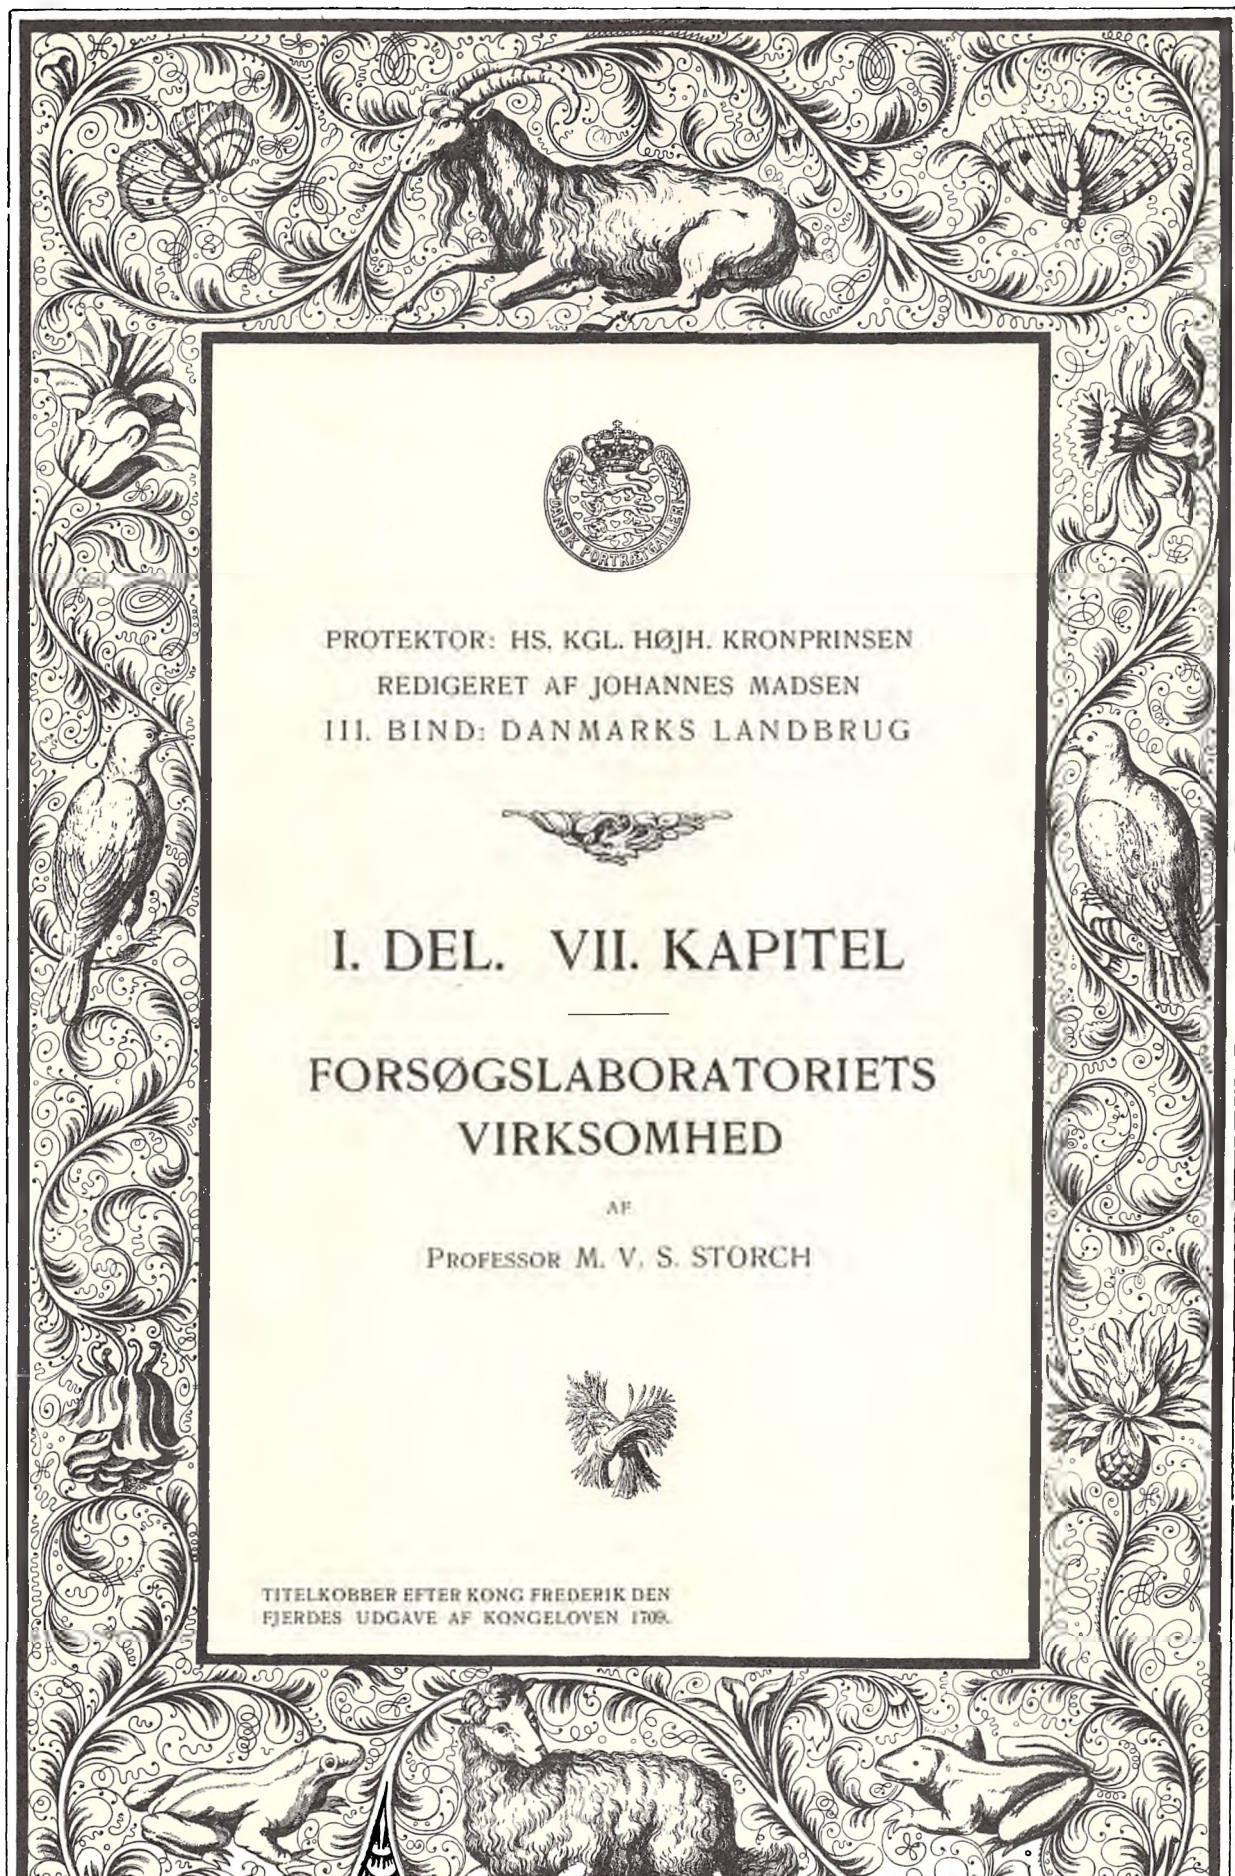 DANSK PORTRÆTGALLERI
PROTEKTOR: HS. KGL. HØJH. KRONPRINSEN
REDIGERET AF JOHANNES MADSEN
III. BIND: DANMARKS LANDBRUG
I. DEL. VII. KAPITEL
FORSØGSLABORATORIETS
VIRKSOMHED
AF
PROFESSOR M. V. S. STORCH
TITELKOBBER EFTER KONG FREDERIK DEN
FJERDES UDGAVE AF KONGELOVEN 1709.